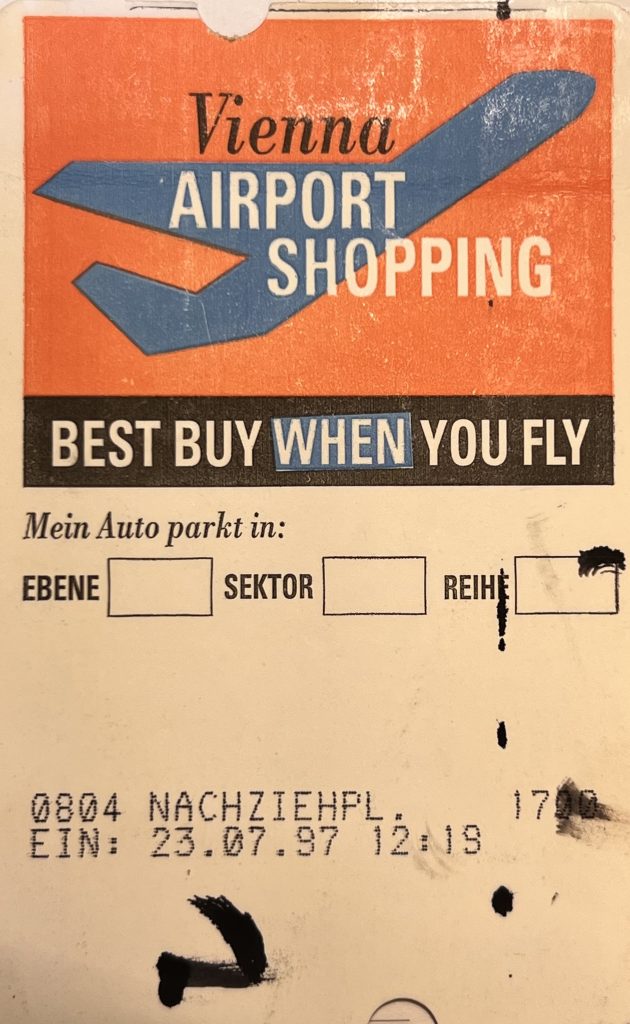 Vienna
AIRPORT
SHOPPING
BEST BUY WHEN YOU FLY
Mein Auto parkt in:
EBENE SEKTOR REIHE
0804 NACHZIEHPL. 1700
EIN: 23.07.97 12:19